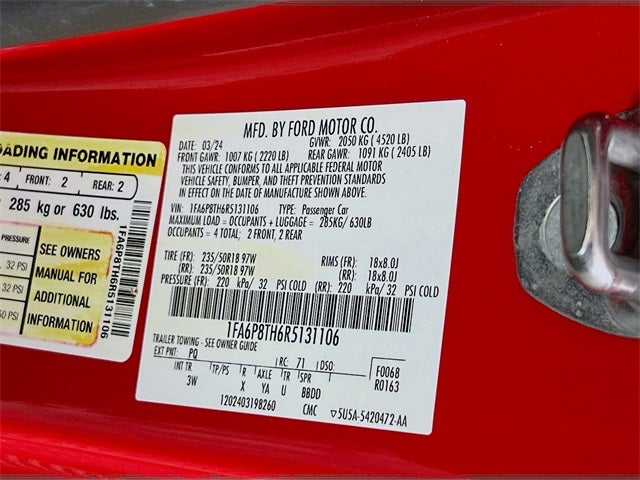 OADING INFORMATION
4 FRONT: 2 REAR: 2
285 kg or 630 lbs.
PRESSURE
, 32 PSI
, 32 PSI
60 PSI
SEE OWNERS
MANUAL FOR
ADDITIONAL
INFORMATION
1FA6P8TH6R5131106
MFD. BY FORD MOTOR CO.
DATE: 03/24 GVWR: 2050 KG ( 4520 LB)
FRONT GAWR: 1007 KG ( 2220 LB) REAR GAWR: 1091 KG ( 2405 LB)
THIS VEHICLE CONFORMS TO ALL APPLICABLE FEDERAL MOTOR
VEHICLE SAFETY, BUMPER, AND THEFT PREVENTION STANDARDS
IN EFFECT ON THE DATE OF MANUFACTURE SHOWN ABOVE.
VIN: 1FA6P8TH6R5131106 TYPE: Passenger Car
MAXIMUM LOAD = OCCUPANTS + LUGGAGE = 285KG/ 630LB
OCCUPANTS = 4 TOTAL; 2 FRONT, 2 REAR
TIRE (FR): 235/50R18 97W RIMS (FR): 18x8.0J
(RR): 235/50R18 97W (RR): 18x8.0J
PRESSURE (FR): 220 kPa/ 32 PSI COLD (RR): 220 kPa/ 32 PSI COLD
1FA6P8TH6R5131106
TRAILER TOWING - SEE OWNER GUIDE
EXT PNT: PQ RC: 71 DSO: F0068
INT TR TP/PS R AXLE TR SPR R0163
3W X YA U BBDD
1202403198260 CMC ▽5U5A-5420472-AA